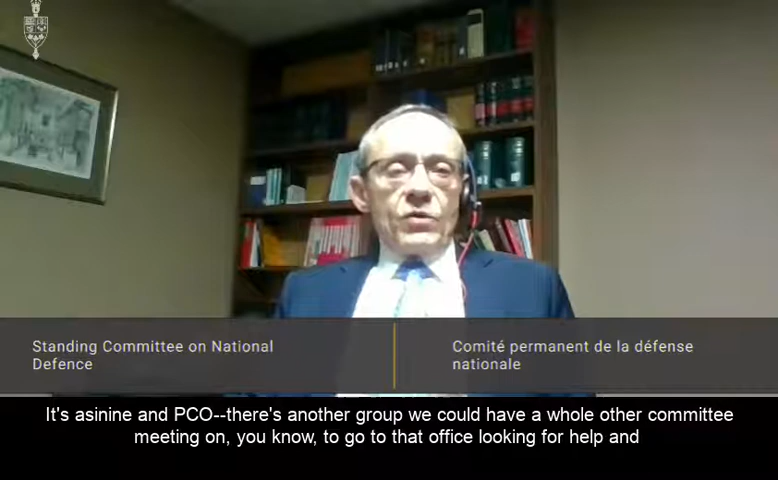 Standing Committee on National
Defence
Comité permanent de la défense
nationale
It's asinine and PCO--there's another group we could have a whole other committee
meeting on, you know, to go to that office looking for help and